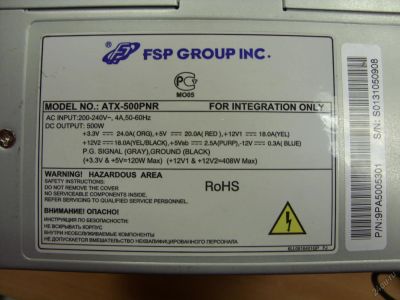 FSP GROUP INC.
MO05
MODEL NO.: ATX-500PNR FOR INTEGRATION ONLY
AC INPUT:200-240V~, 4A,50-60Hz
DC OUTPUT: 500W
+3.3V ⎓ 24.0A (ORG),+5V ⎓ 20.0A (RED), +12V1 ⎓ 18.0A(YEL)
+12V2 ⎓ 18.0A(YEL/BLACK),+5Vsb ⎓ 2.5A(PURP),-12V ⎓ 0.3A(BLUE)
P.G. SIGNAL (GRAY),GROUND (BLACK)
(+3.3V & +5V=120W Max) (+12V1 & +12V2=408W Max)
WARNING! HAZARDOUS AREA
SAFETY INSTRUCTIONS:
DO NOT REMOVE THE COVER
NO SERVICEABLE COMPONENTS INSIDE.
REFER SERVICING TO QUALIFIED SERVICE PERSONNEL
RoHS
ВНИМАНИЕ! ОПАСНО!
ИНСТРУКЦИЯ ПО БЕЗОПАСНОСТИ:
НЕ ВСКРЫВАТЬ КОРПУС
ВНУТРИ НЕОБСЛУЖИВАЕМЫЕ КОМПОНЕНТЫ
НЕ ДОПУСКАЕТСЯ ВМЕШАТЕЛЬСТВО НЕКВАЛИФИЦИРОВАННОГО ПЕРСОНАЛА
S/N: S0131050908
P/N:9PA5005301